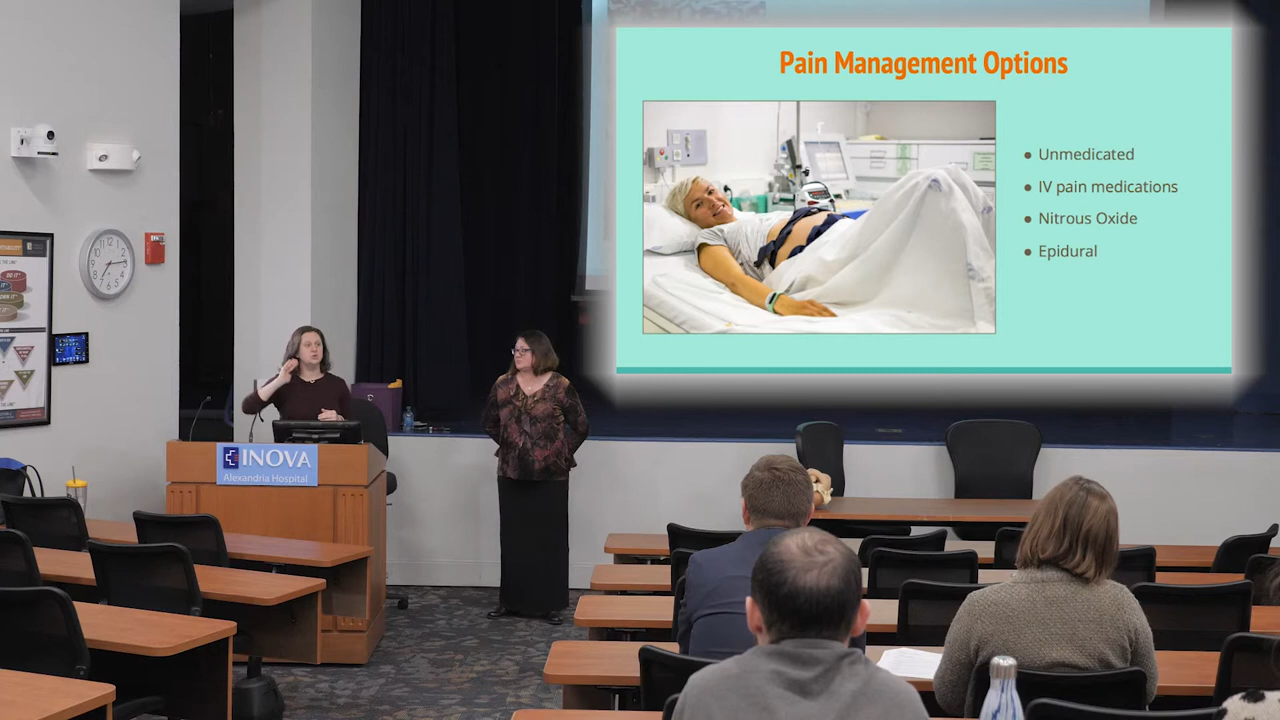 Pain Management Options
● Unmedicated
● IV pain medications
● Nitrous Oxide
● Epidural
INOVA
Alexandria Hospital